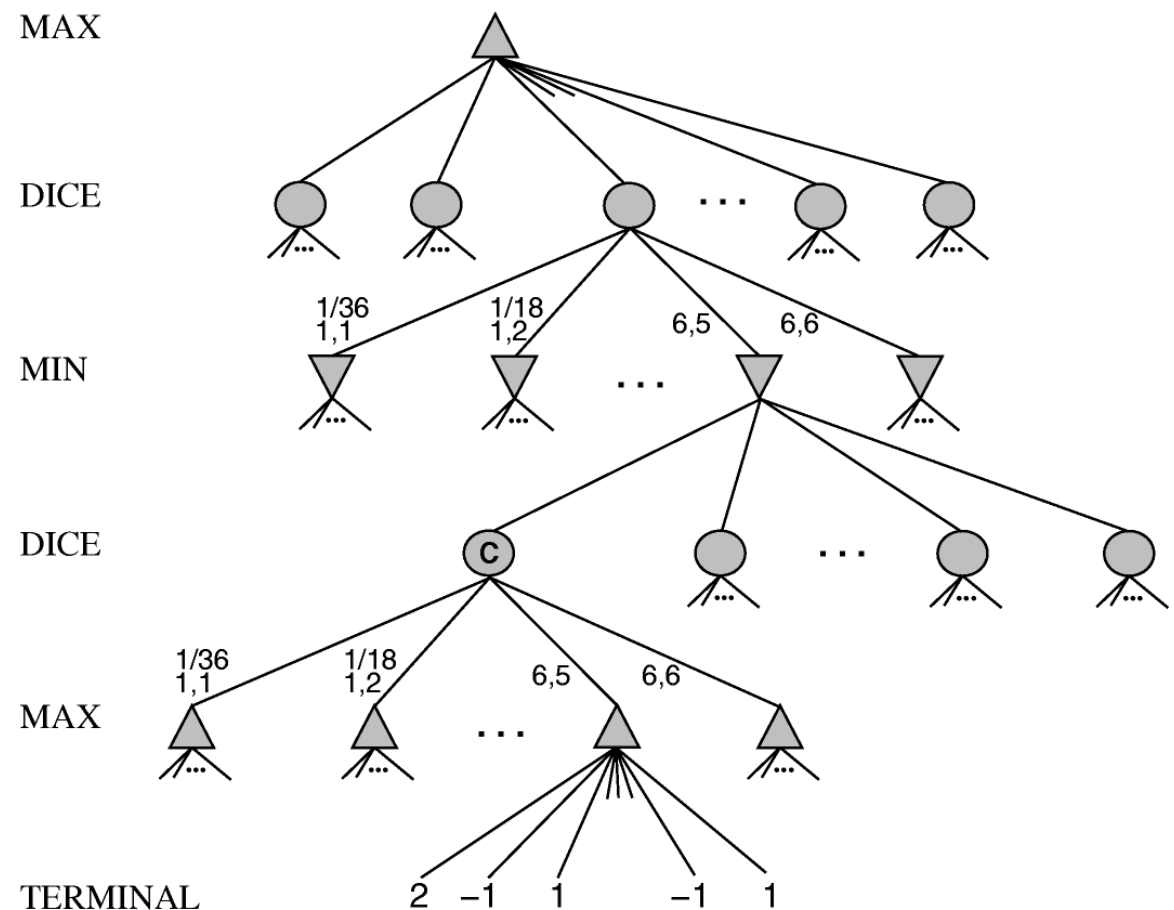 MAX
DICE
...
1/36
1,1
1/18
1,2
6,5
6,6
MIN
...
DICE
C
...
1/36
1,1
1/18
1,2
6,5
6,6
MAX
...
TERMINAL
2 −1 1 −1 1